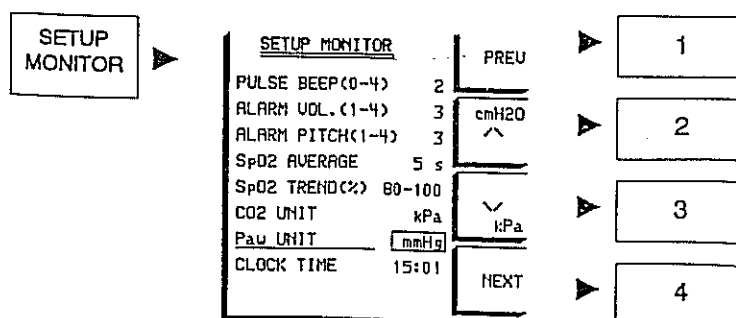 SETUP
MONITOR
SETUP MONITOR
PULSE BEEP(0-4) 2
ALARM VOL.(1-4) 3
ALARM PITCH(1-4) 3
SpO2 AVERAGE 5 s
SpO2 TREND(%) 80-100
CO2 UNIT kPa
Paw UNIT mmHg
CLOCK TIME 15:01
PREV
cmH2O
kPa
NEXT
1
2
3
4